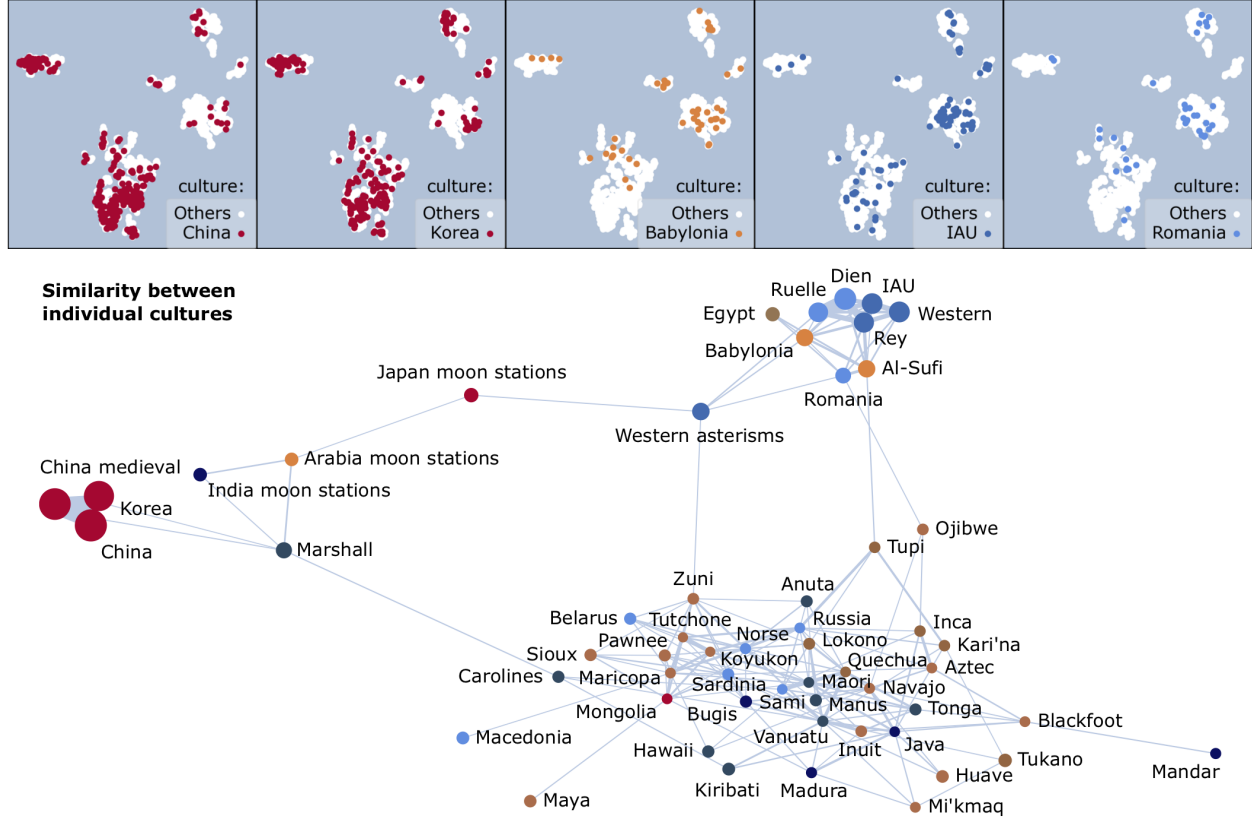 culture:
Others
China
culture:
Others
Korea
culture:
Others
Babylonia
culture:
Others
IAU
culture:
Others
Romania
Similarity between
individual cultures
Dien
Ruelle
IAU
Egypt
Western
Rey
Babylonia
Al-Sufi
Japan moon stations
Romania
Western asterisms
Arabia moon stations
China medieval
India moon stations
Korea
China
Marshall
Ojibwe
Tupi
Zuni
Anuta
Belarus
Tutchone
Russia
Inca
Norse
Pawnee
Lokono
Kari'na
Sioux
Koyukon
Quechua
Aztec
Carolines
Maricopa
Sardinia
Maori
Navajo
Mongolia
Bugis
Sami
Manus
Tonga
Blackfoot
Macedonia
Hawaii
Vanuatu
Inuit
Java
Tukano
Mandar
Kiribati
Madura
Huave
Maya
Mi'kmaq